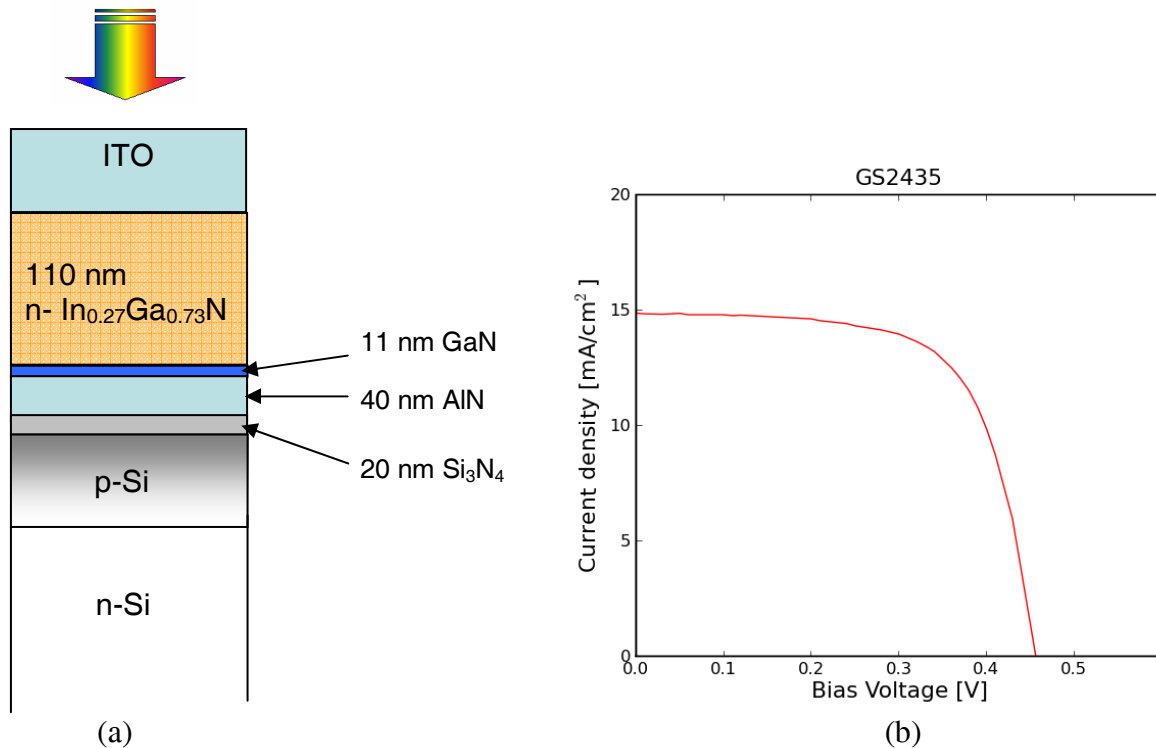 ITO
110 nm
n- In₀.₂₇Ga₀.₇₃N
11 nm GaN
40 nm AlN
20 nm Si₃N₄
p-Si
n-Si
(a)
GS2435
Current density [mA/cm²]
20
15
10
5
0
0.0 0.1 0.2 0.3 0.4 0.5
Bias Voltage [V]
(b)